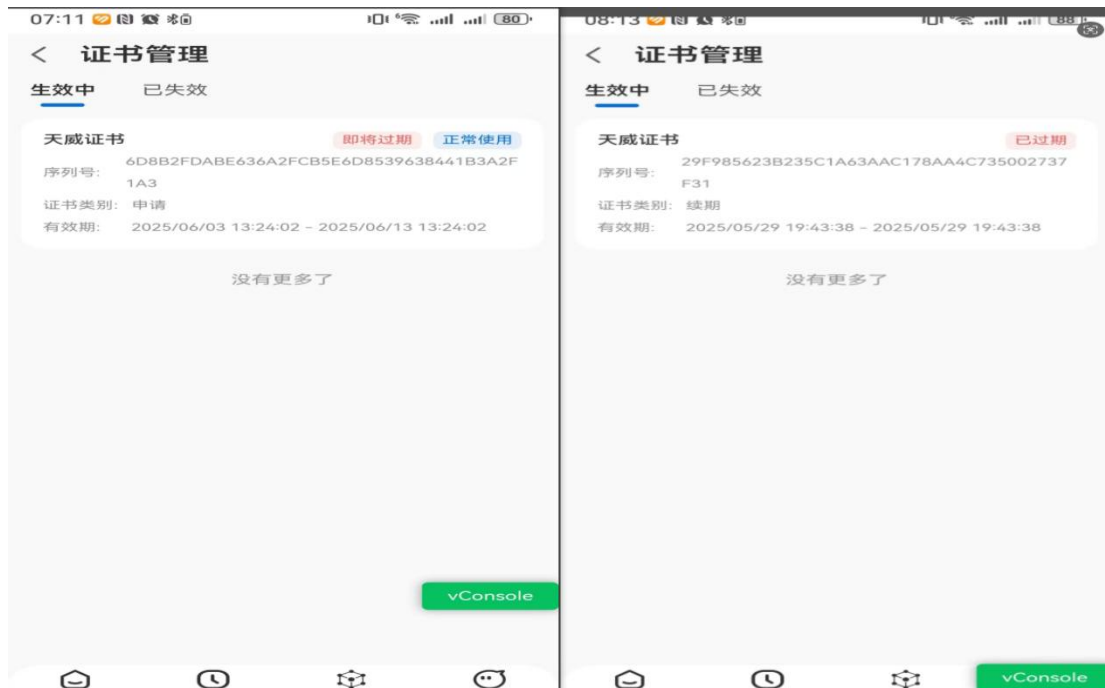 07:11
80
证书管理
生效中
已失效
天威证书
即将过期
正常使用
序列号:
6D8B2FDABE636A2FCB5E6D8539638441B3A2F
1A3
证书类别: 申请
有效期: 2025/06/03 13:24:02 - 2025/06/13 13:24:02
没有更多了
vConsole
08:13
88
证书管理
生效中
已失效
天威证书
已过期
序列号:
29F985623B235C1A63AAC178AA4C735002737
F31
证书类别: 续期
有效期: 2025/05/29 19:43:38 - 2025/05/29 19:43:38
没有更多了
vConsole